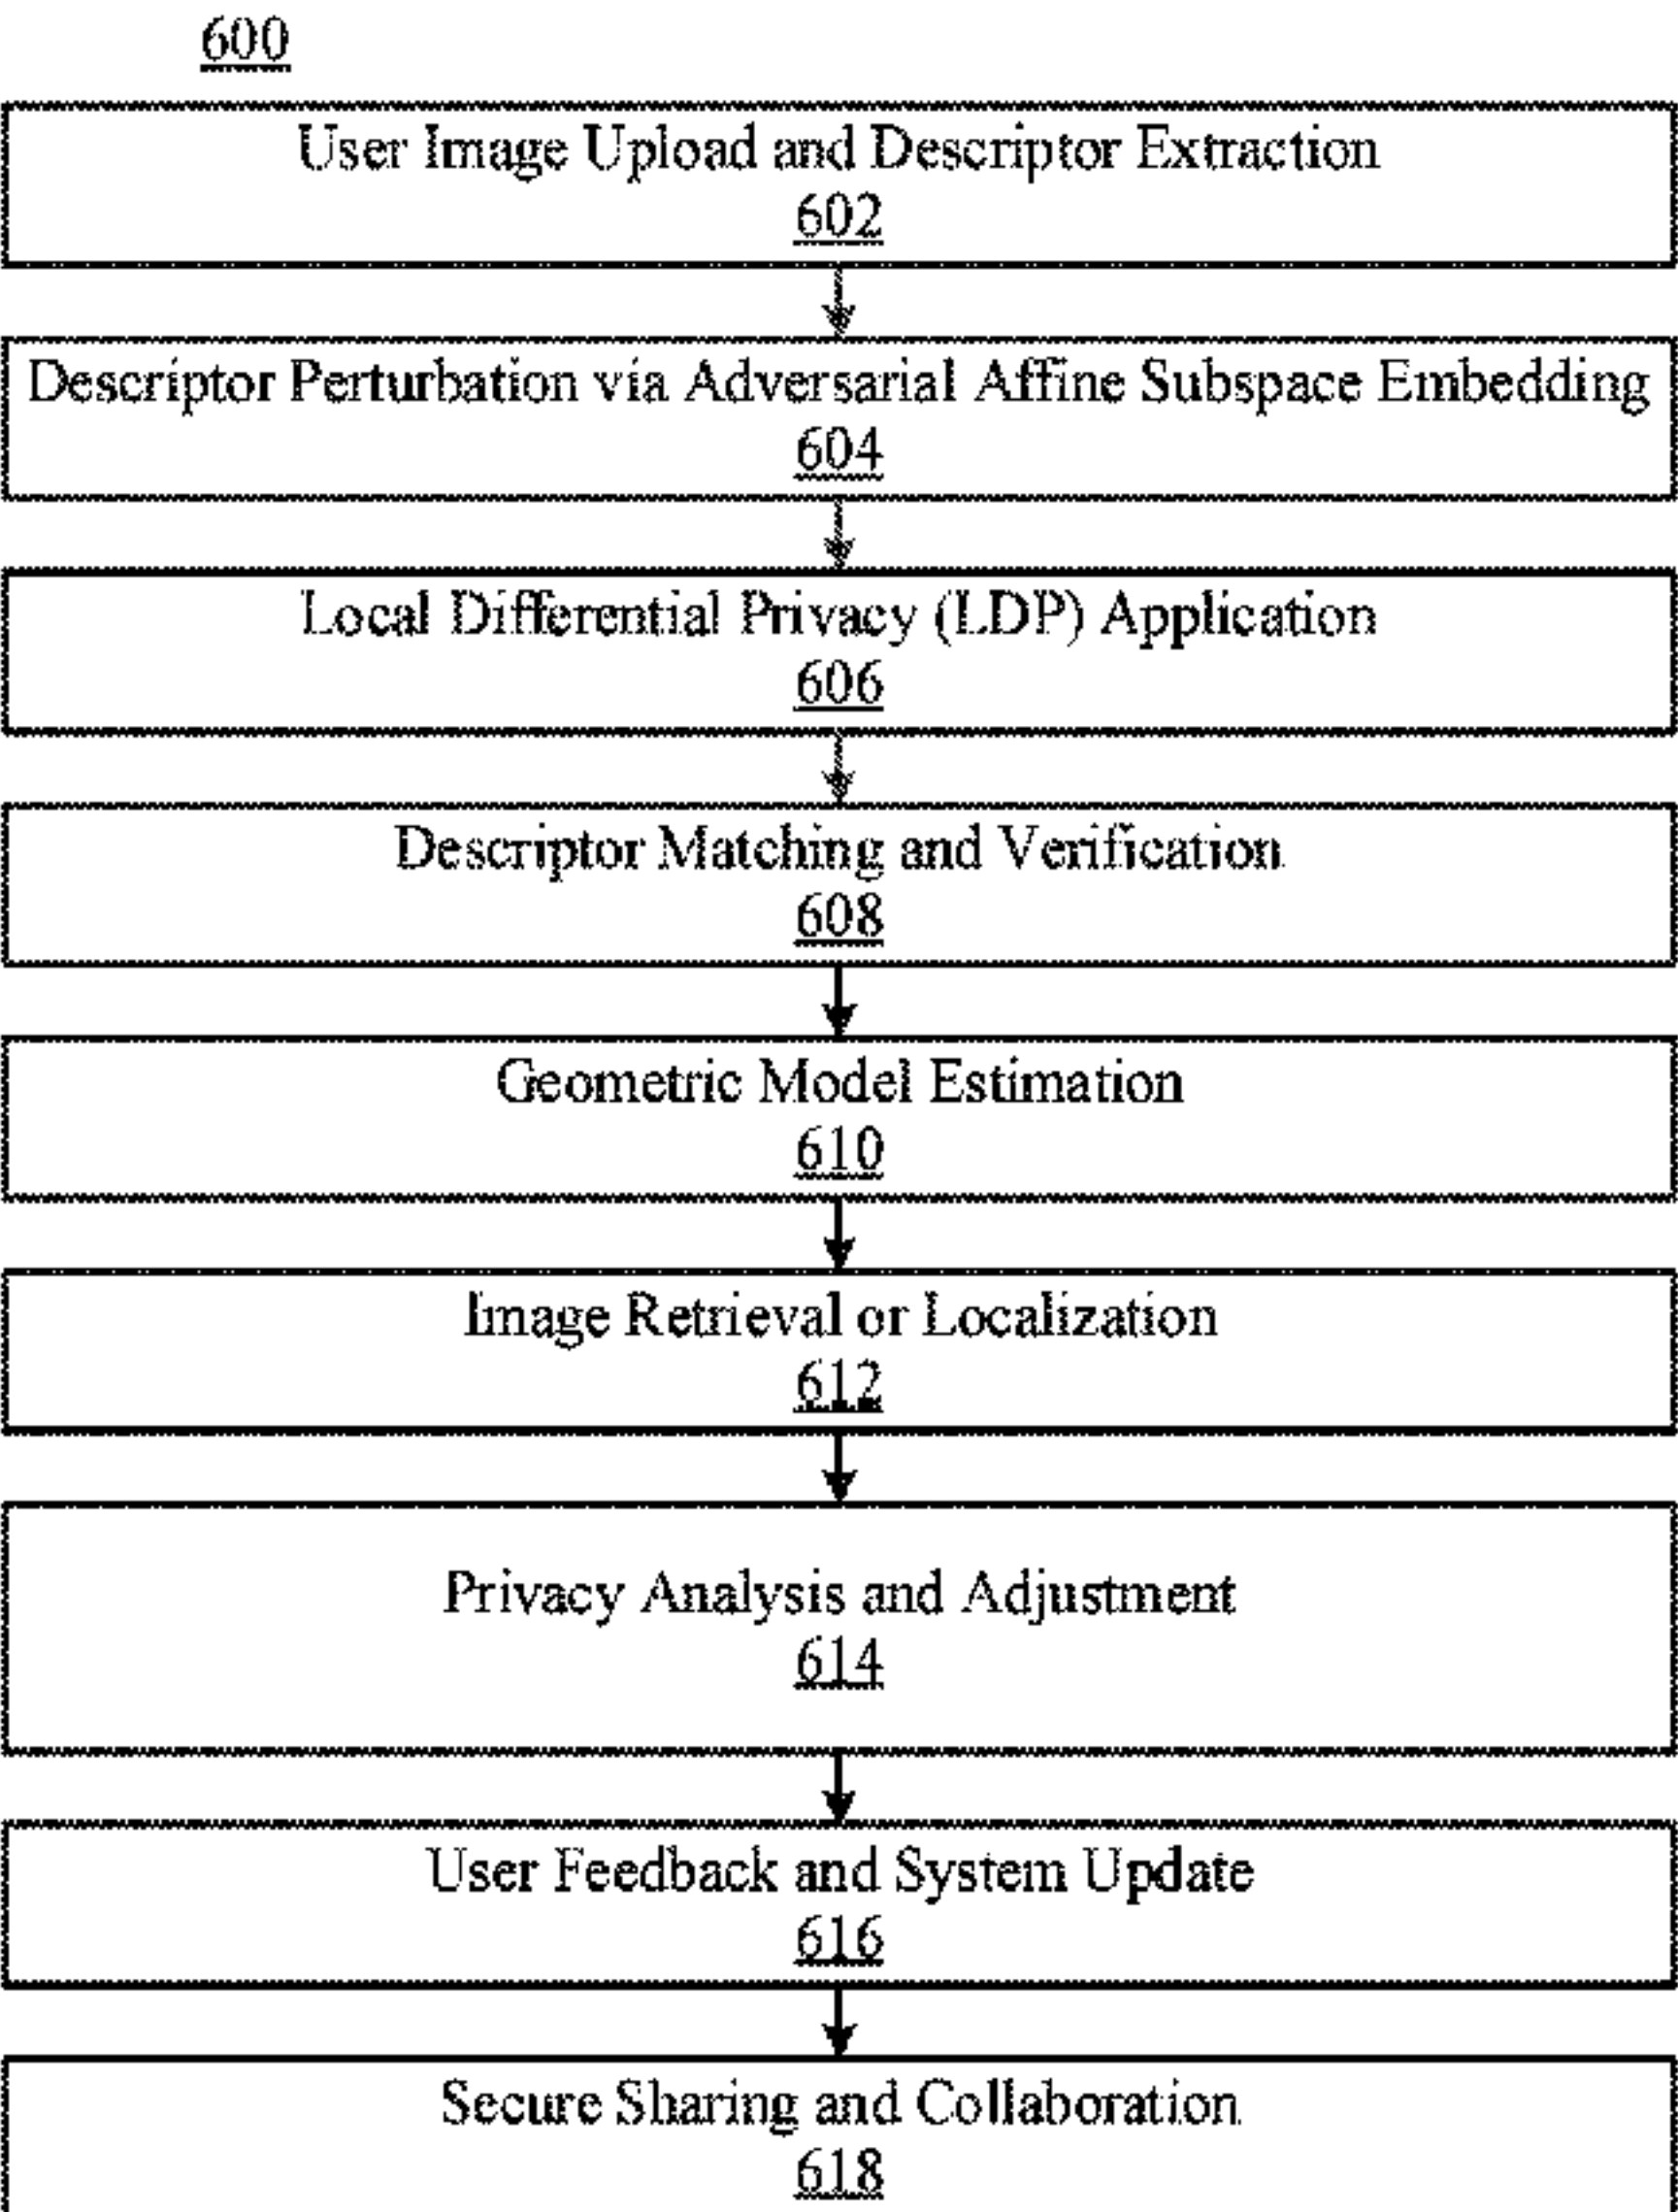 600
User Image Upload and Descriptor Extraction
602
Descriptor Perturbation via Adversarial Affine Subspace Embedding
604
Local Differential Privacy (LDP) Application
606
Descriptor Matching and Verification
608
Geometric Model Estimation
610
Image Retrieval or Localization
612
Privacy Analysis and Adjustment
614
User Feedback and System Update
616
Secure Sharing and Collaboration
618